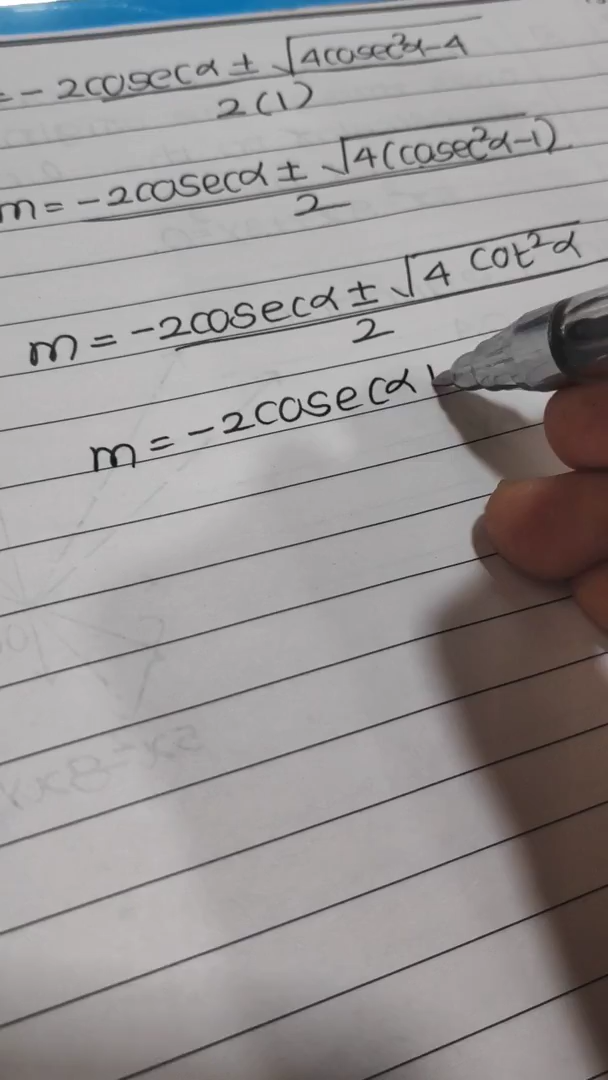 = -2cosecα ± √4cosec²α-4
2(1)
m = -2cosecα ± √4(cosec²α-1)
2
m = -2cosecα ± √4 cot²α
2
m = -2cosecα